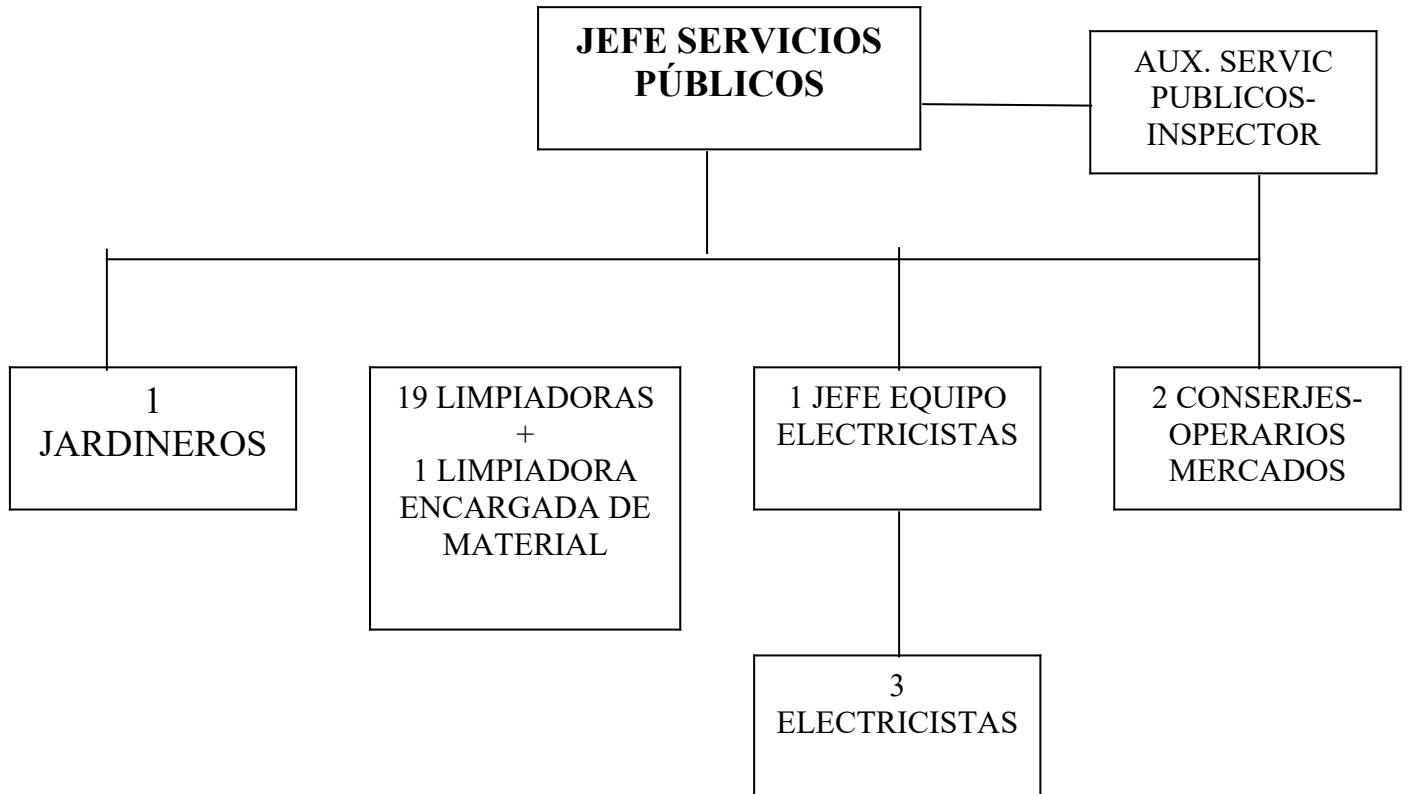 JEFE SERVICIOS
PÚBLICOS
AUX. SERVIC
PUBLICOS-
INSPECTOR
1
JARDINEROS
19 LIMPIADORAS
+
1 LIMPIADORA
ENCARGADA DE
MATERIAL
1 JEFE EQUIPO
ELECTRICISTAS
2 CONSERJES-
OPERARIOS
MERCADOS
3
ELECTRICISTAS